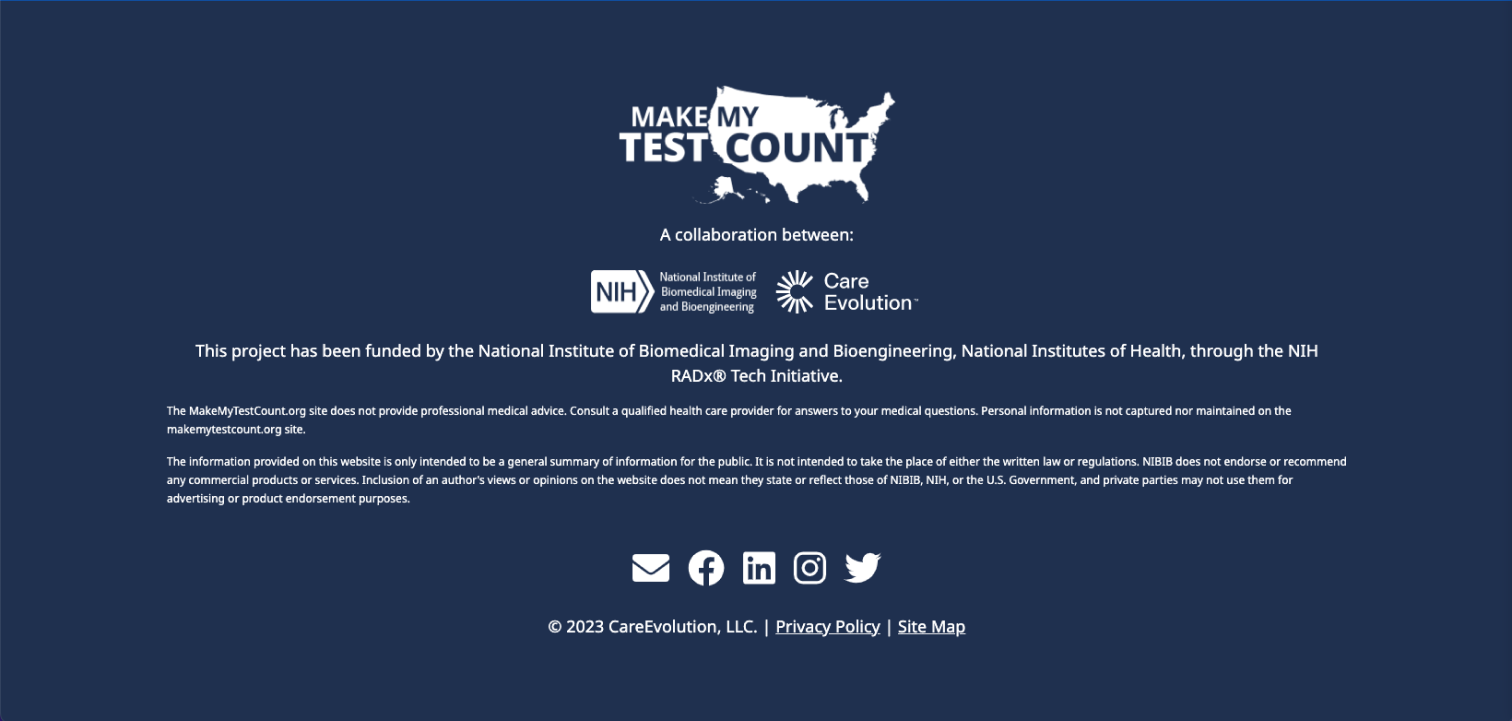 MAKE MY
TEST COUNT
A collaboration between:
NIH
National Institute of
Biomedical Imaging
and Bioengineering
Care
Evolution™
This project has been funded by the National Institute of Biomedical Imaging and Bioengineering, National Institutes of Health, through the NIH
RADx® Tech Initiative.
The MakeMyTestCount.org site does not provide professional medical advice. Consult a qualified health care provider for answers to your medical questions. Personal information is not captured nor maintained on the
makemytestcount.org site.
The information provided on this website is only intended to be a general summary of information for the public. It is not intended to take the place of either the written law or regulations. NIBIB does not endorse or recommend
any commercial products or services. Inclusion of an author's views or opinions on the website does not mean they state or reflect those of NIBIB, NIH, or the U.S. Government, and private parties may not use them for
advertising or product endorsement purposes.
© 2023 CareEvolution, LLC. | Privacy Policy | Site Map